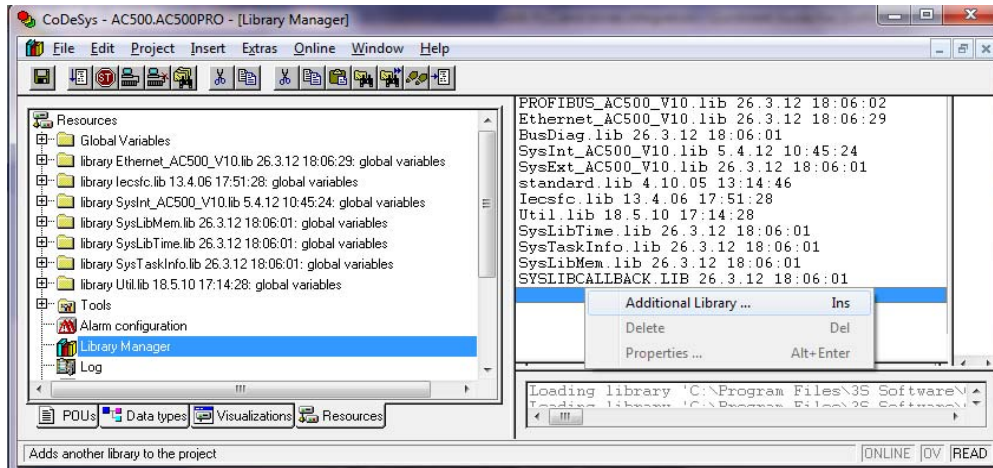 CoDeSys - AC500.AC500PRO - [Library Manager]
File Edit Project Insert Extras Online Window Help
Resources
Global Variables
library Ethernet_AC500_V10.lib 26.3.12 18:06:29: global variables
library Iecsfc.lib 13.4.06 17:51:28: global variables
library SysInt_AC500_V10.lib 5.4.12 10:45:24: global variables
library SysLibMem.lib 26.3.12 18:06:01: global variables
library SysLibTime.lib 26.3.12 18:06:01: global variables
library SysTaskInfo.lib 26.3.12 18:06:01: global variables
library Util.lib 18.5.10 17:14:28: global variables
Tools
Alarm configuration
Library Manager
Log
POUs Data types Visualizations Resources
PROFIBUS_AC500_V10.lib 26.3.12 18:06:02
Ethernet_AC500_V10.lib 26.3.12 18:06:29
BusDiag.lib 26.3.12 18:06:01
SysInt_AC500_V10.lib 5.4.12 10:45:24
SysExt_AC500_V10.lib 26.3.12 18:06:01
standard.lib 4.10.05 13:14:46
Iecsfc.lib 13.4.06 17:51:28
Util.lib 18.5.10 17:14:28
SysLibTime.lib 26.3.12 18:06:01
SysTaskInfo.lib 26.3.12 18:06:01
SysLibMem.lib 26.3.12 18:06:01
SYSLIBCALLBACK.LIB 26.3.12 18:06:01
Additional Library ... Ins
Delete Del
Properties ... Alt+Enter
Loading library 'C:\Program Files\3S Software\
Loading library 'C:\Program Files\3S Software\
Adds another library to the project
ONLINE OV READ